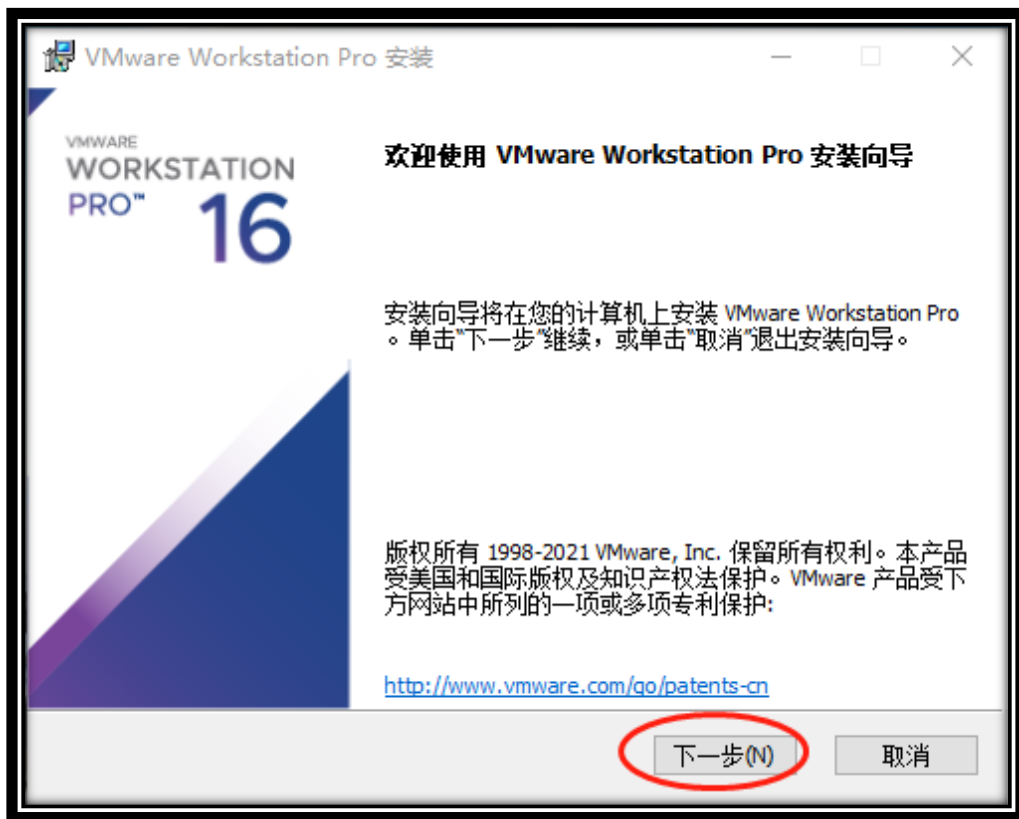 VMware Workstation Pro 安装
VMWARE
WORKSTATION
PRO™ 16
欢迎使用 VMware Workstation Pro 安装向导
安装向导将在您的计算机上安装 VMware Workstation Pro
。单击“下一步”继续，或单击“取消”退出安装向导。
版权所有 1998-2021 VMware, Inc. 保留所有权利。本产品
受美国和国际版权及知识产权法保护。VMware 产品受下
方网站中所列的一项或多项专利保护:
http://www.vmware.com/go/patents-cn
下一步(N)
取消